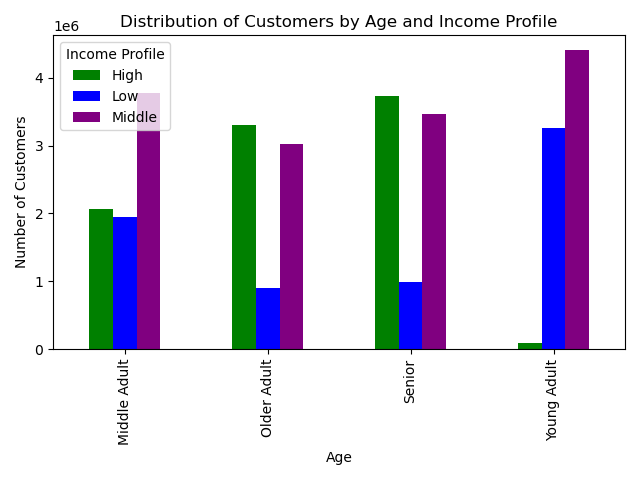 Distribution of Customers by Age and Income Profile
1e6
Income Profile
High
Low
Middle
4
3
2
1
0
Number of Customers
Middle Adult
Older Adult
Senior
Young Adult
Age